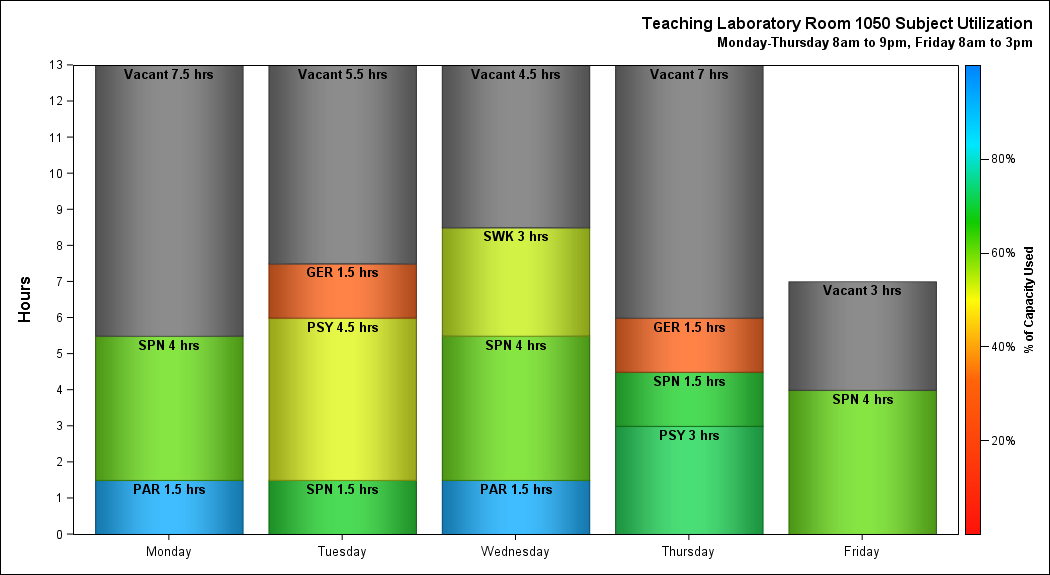 Teaching Laboratory Room 1050 Subject Utilization
Monday-Thursday 8am to 9pm, Friday 8am to 3pm
Hours
13
12
11
10
9
8
7
6
5
4
3
2
1
0
Vacant 7.5 hrs
SPN 4 hrs
PAR 1.5 hrs
Vacant 5.5 hrs
GER 1.5 hrs
PSY 4.5 hrs
SPN 1.5 hrs
Vacant 4.5 hrs
SWK 3 hrs
SPN 4 hrs
PAR 1.5 hrs
Vacant 7 hrs
GER 1.5 hrs
SPN 1.5 hrs
PSY 3 hrs
Vacant 3 hrs
SPN 4 hrs
Monday
Tuesday
Wednesday
Thursday
Friday
80%
60%
40%
20%
% of Capacity Used